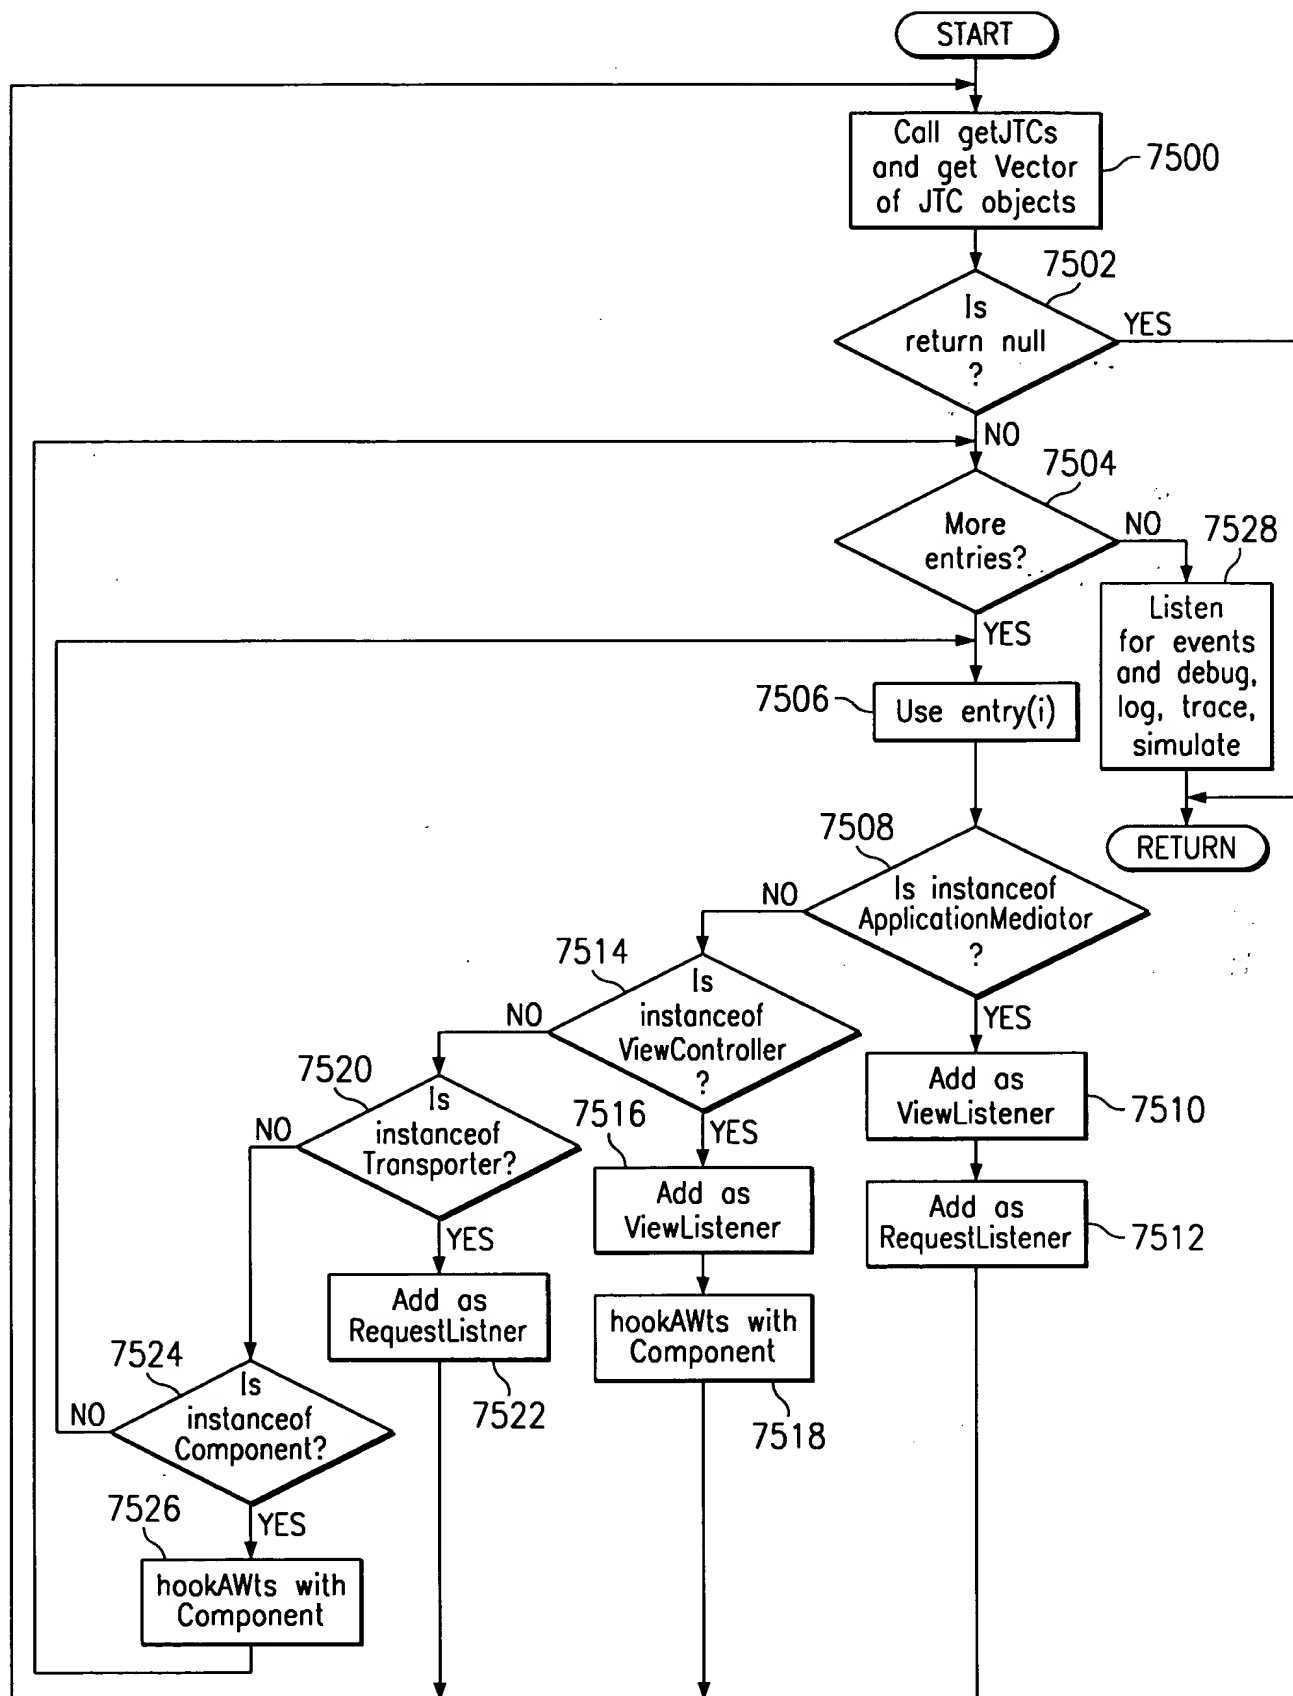 START
Call getJTCs
and get Vector
of JTC objects
7500
7502
Is
return null
?
YES
NO
7504
More
entries?
NO
7528
Listen
for events
and debug,
log, trace,
simulate
YES
7506
Use entry(i)
RETURN
7508
Is instanceof
ApplicationMediator
?
NO
YES
7514
Is
instanceof
ViewController
?
NO
YES
Add as
ViewListener
7510
7520
Is
instanceof
Transporter?
NO
YES
7516
Add as
ViewListener
Add as
RequestListener
7512
Add as
RequestListner
7522
hookAWts with
Component
7518
7524
Is
instanceof
Component?
NO
YES
7526
hookAWts with
Component